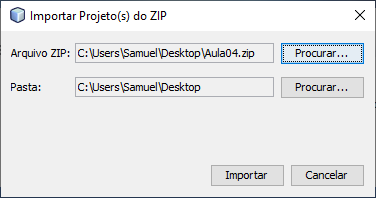 Importar Projeto(s) do ZIP
Arquivo ZIP: C:\Users\Samuel\Desktop\Aula04.zip Procurar...
Pasta: C:\Users\Samuel\Desktop Procurar...
Importar Cancelar